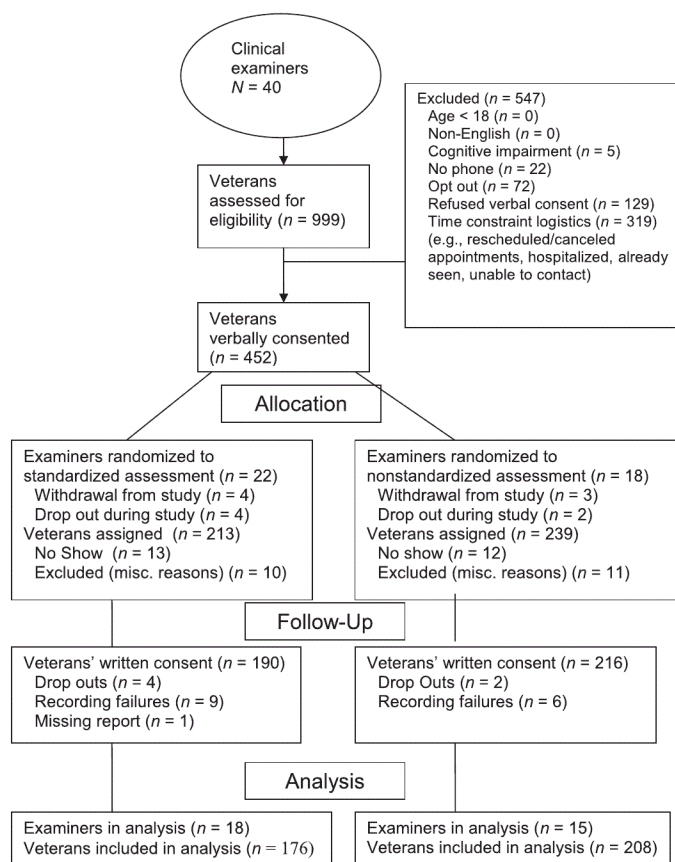 Clinical
examiners
N = 40
Excluded (n = 547)
Age < 18 (n = 0)
Non-English (n = 0)
Cognitive impairment (n = 5)
No phone (n = 22)
Opt out (n = 72)
Refused verbal consent (n = 129)
Time constraint logistics (n = 319)
(e.g., rescheduled/canceled
appointments, hospitalized, already
seen, unable to contact)
Veterans
assessed for
eligibility (n = 999)
Veterans
verbally consented
(n = 452)
Allocation
Examiners randomized to
standardized assessment (n = 22)
Withdrawal from study (n = 4)
Drop out during study (n = 4)
Veterans assigned (n = 213)
No Show (n = 13)
Excluded (misc. reasons) (n = 10)
Examiners randomized to
nonstandardized assessment (n = 18)
Withdrawal from study (n = 3)
Drop out during study (n = 2)
Veterans assigned (n = 239)
No show (n = 12)
Excluded (misc. reasons) (n = 11)
Follow-Up
Veterans' written consent (n = 190)
Drop outs (n = 4)
Recording failures (n = 9)
Missing report (n = 1)
Veterans' written consent (n = 216)
Drop Outs (n = 2)
Recording failures (n = 6)
Analysis
Examiners in analysis (n = 18)
Veterans included in analysis (n = 176)
Examiners in analysis (n = 15)
Veterans included in analysis (n = 208)